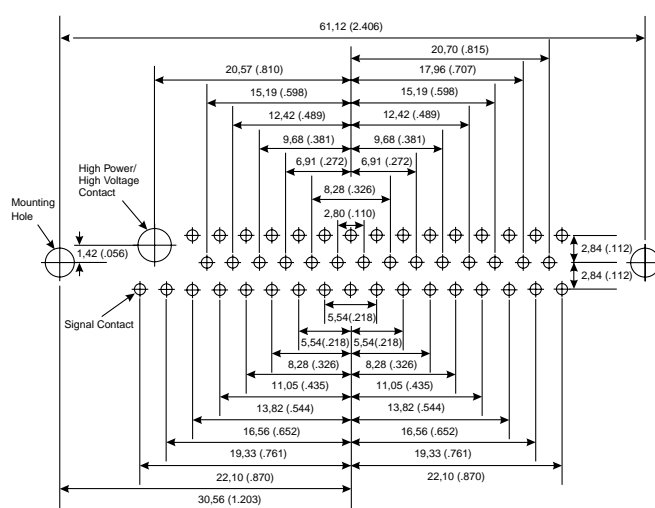 61,12 (2.406)
20,70 (.815)
20,57 (.810) 17,96 (.707)
15,19 (.598) 15,19 (.598)
12,42 (.489) 12,42 (.489)
9,68 (.381) 9,68 (.381)
6,91 (.272) 6,91 (.272)
High Power/
High Voltage
Contact
8,28 (.326)
Mounting
Hole
2,80 (.110)
1,42 (.056)
2,84 (.112)
2,84 (.112)
Signal Contact
5,54(.218)
5,54(.218) 5,54(.218)
8,28 (.326) 8,28 (.326)
11,05 (.435) 11,05 (.435)
13,82 (.544) 13,82 (.544)
16,56 (.652) 16,56 (.652)
19,33 (.761) 19,33 (.761)
22,10 (.870) 22,10 (.870)
30,56 (1.203)